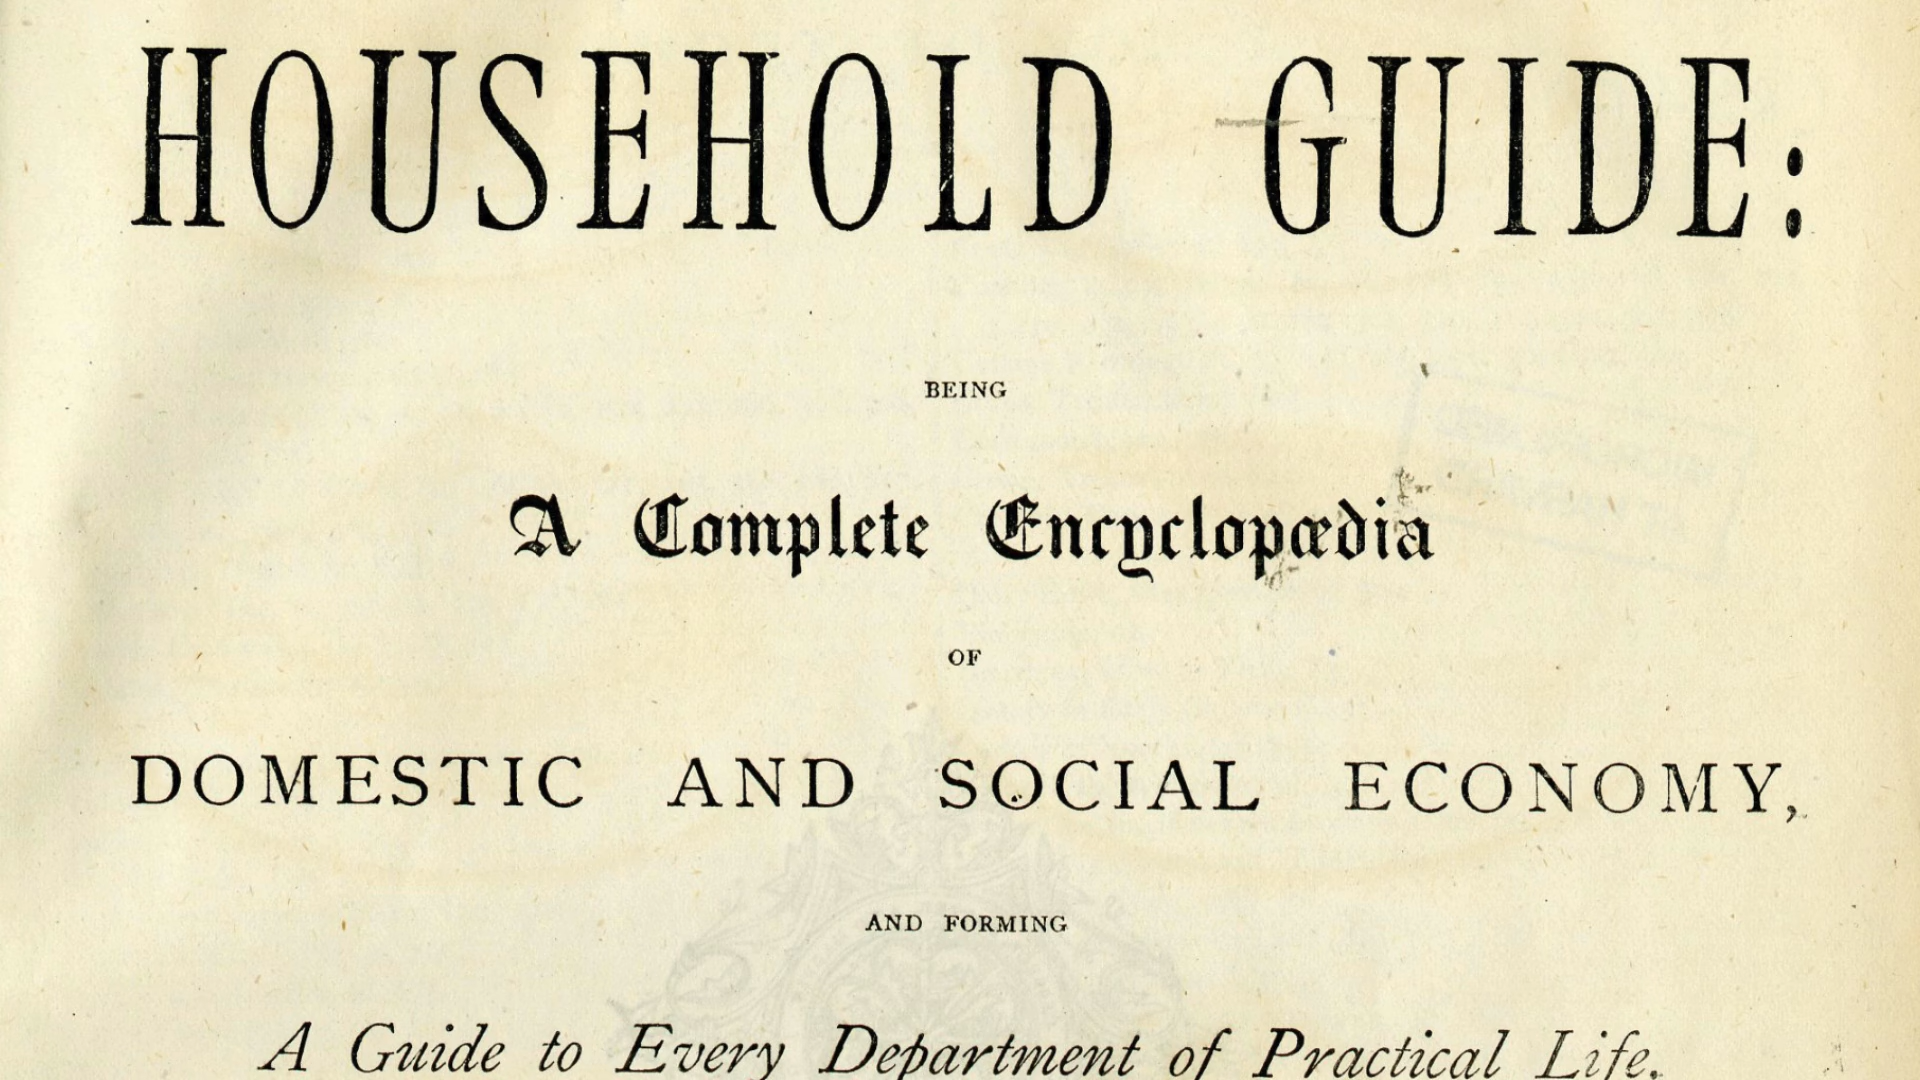 HOUSEHOLD GUIDE:
BEING
A Complete Encyclopædia
OF
DOMESTIC AND SOCIAL ECONOMY,
AND FORMING
A Guide to Every Department of Practical Life.